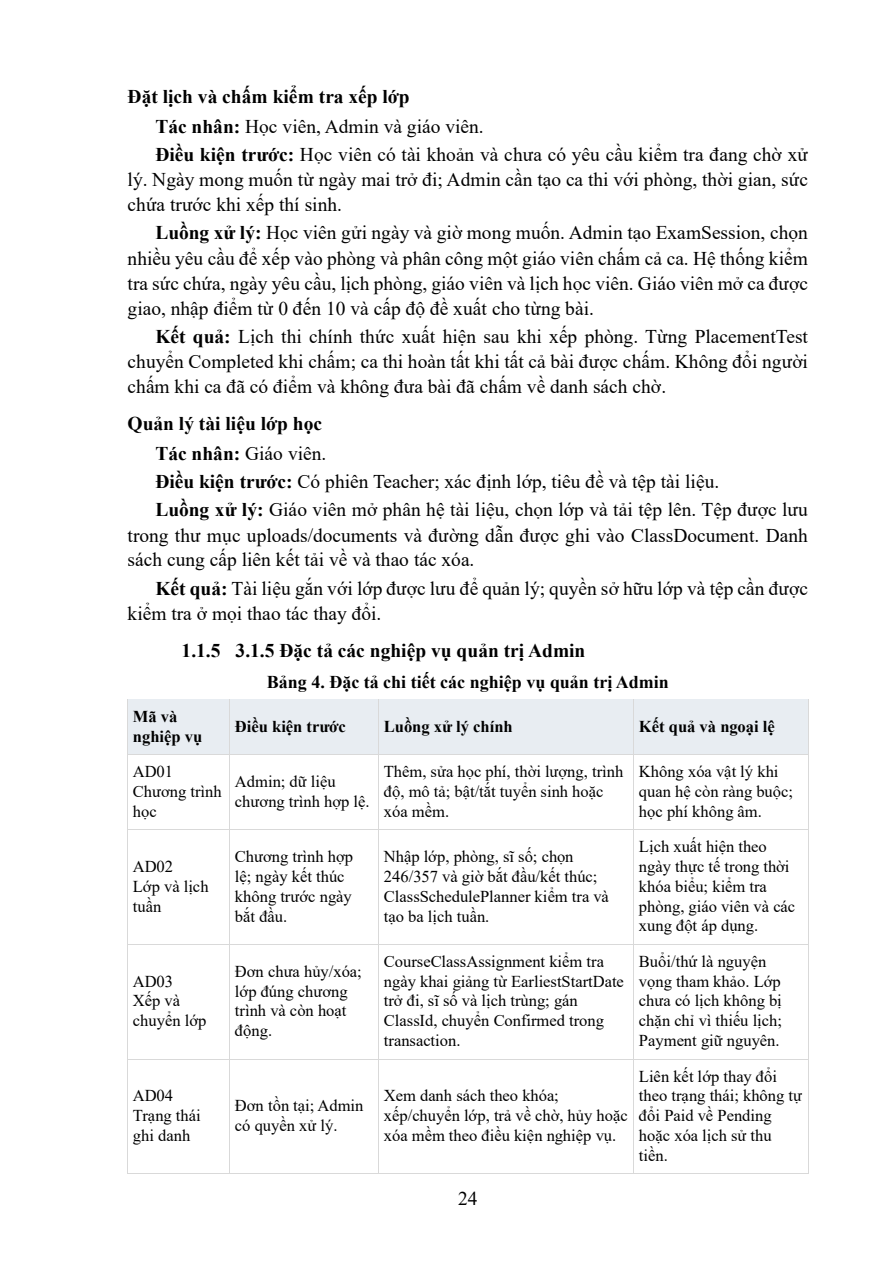 Đặt lịch và chấm kiểm tra xếp lớp
Tác nhân: Học viên, Admin và giáo viên.
Điều kiện trước: Học viên có tài khoản và chưa có yêu cầu kiểm tra đang chờ xử
lý. Ngày mong muốn từ ngày mai trở đi; Admin cần tạo ca thi với phòng, thời gian, sức
chứa trước khi xếp thí sinh.
Luồng xử lý: Học viên gửi ngày và giờ mong muốn. Admin tạo ExamSession, chọn
nhiều yêu cầu để xếp vào phòng và phân công một giáo viên chấm cả ca. Hệ thống kiểm
tra sức chứa, ngày yêu cầu, lịch phòng, giáo viên và lịch học viên. Giáo viên mở ca được
giao, nhập điểm từ 0 đến 10 và cấp độ đề xuất cho từng bài.
Kết quả: Lịch thi chính thức xuất hiện sau khi xếp phòng. Từng PlacementTest
chuyển Completed khi chấm; ca thi hoàn tất khi tất cả bài được chấm. Không đổi người
chấm khi ca đã có điểm và không đưa bài đã chấm về danh sách chờ.
Quản lý tài liệu lớp học
Tác nhân: Giáo viên.
Điều kiện trước: Có phiên Teacher; xác định lớp, tiêu đề và tệp tài liệu.
Luồng xử lý: Giáo viên mở phân hệ tài liệu, chọn lớp và tải tệp lên. Tệp được lưu
trong thư mục uploads/documents và đường dẫn được ghi vào ClassDocument. Danh
sách cung cấp liên kết tải về và thao tác xóa.
Kết quả: Tài liệu gắn với lớp được lưu để quản lý; quyền sở hữu lớp và tệp cần được
kiểm tra ở mọi thao tác thay đổi.
1.1.5 3.1.5 Đặc tả các nghiệp vụ quản trị Admin
Bảng 4. Đặc tả chi tiết các nghiệp vụ quản trị Admin
Mã và
nghiệp vụ
Điều kiện trước
Luồng xử lý chính
Kết quả và ngoại lệ
AD01
Chương trình
học
Admin; dữ liệu
chương trình hợp lệ.
Thêm, sửa học phí, thời lượng, trình
độ, mô tả; bật/tắt tuyển sinh hoặc
xóa mềm.
Không xóa vật lý khi
quan hệ còn ràng buộc;
học phí không âm.
AD02
Lớp và lịch
tuần
Chương trình hợp
lệ; ngày kết thúc
không trước ngày
bắt đầu.
Nhập lớp, phòng, sĩ số; chọn
246/357 và giờ bắt đầu/kết thúc;
ClassSchedulePlanner kiểm tra và
tạo ba lịch tuần.
Lịch xuất hiện theo
ngày thực tế trong thời
khóa biểu; kiểm tra
phòng, giáo viên và các
xung đột áp dụng.
AD03
Xếp và
chuyển lớp
Đơn chưa hủy/xóa;
lớp đúng chương
trình và còn hoạt
động.
CourseClassAssignment kiểm tra
ngày khai giảng từ EarliestStartDate
trở đi, sĩ số và lịch trùng; gán
ClassId, chuyển Confirmed trong
transaction.
Buổi/thứ là nguyện
vọng tham khảo. Lớp
chưa có lịch không bị
chặn chỉ vì thiếu lịch;
Payment giữ nguyên.
AD04
Trạng thái
ghi danh
Đơn tồn tại; Admin
có quyền xử lý.
Xem danh sách theo khóa;
xếp/chuyển lớp, trả về chờ, hủy hoặc
xóa mềm theo điều kiện nghiệp vụ.
Liên kết lớp thay đổi
theo trạng thái; không tự
đổi Paid về Pending
hoặc xóa lịch sử thu
tiền.
24